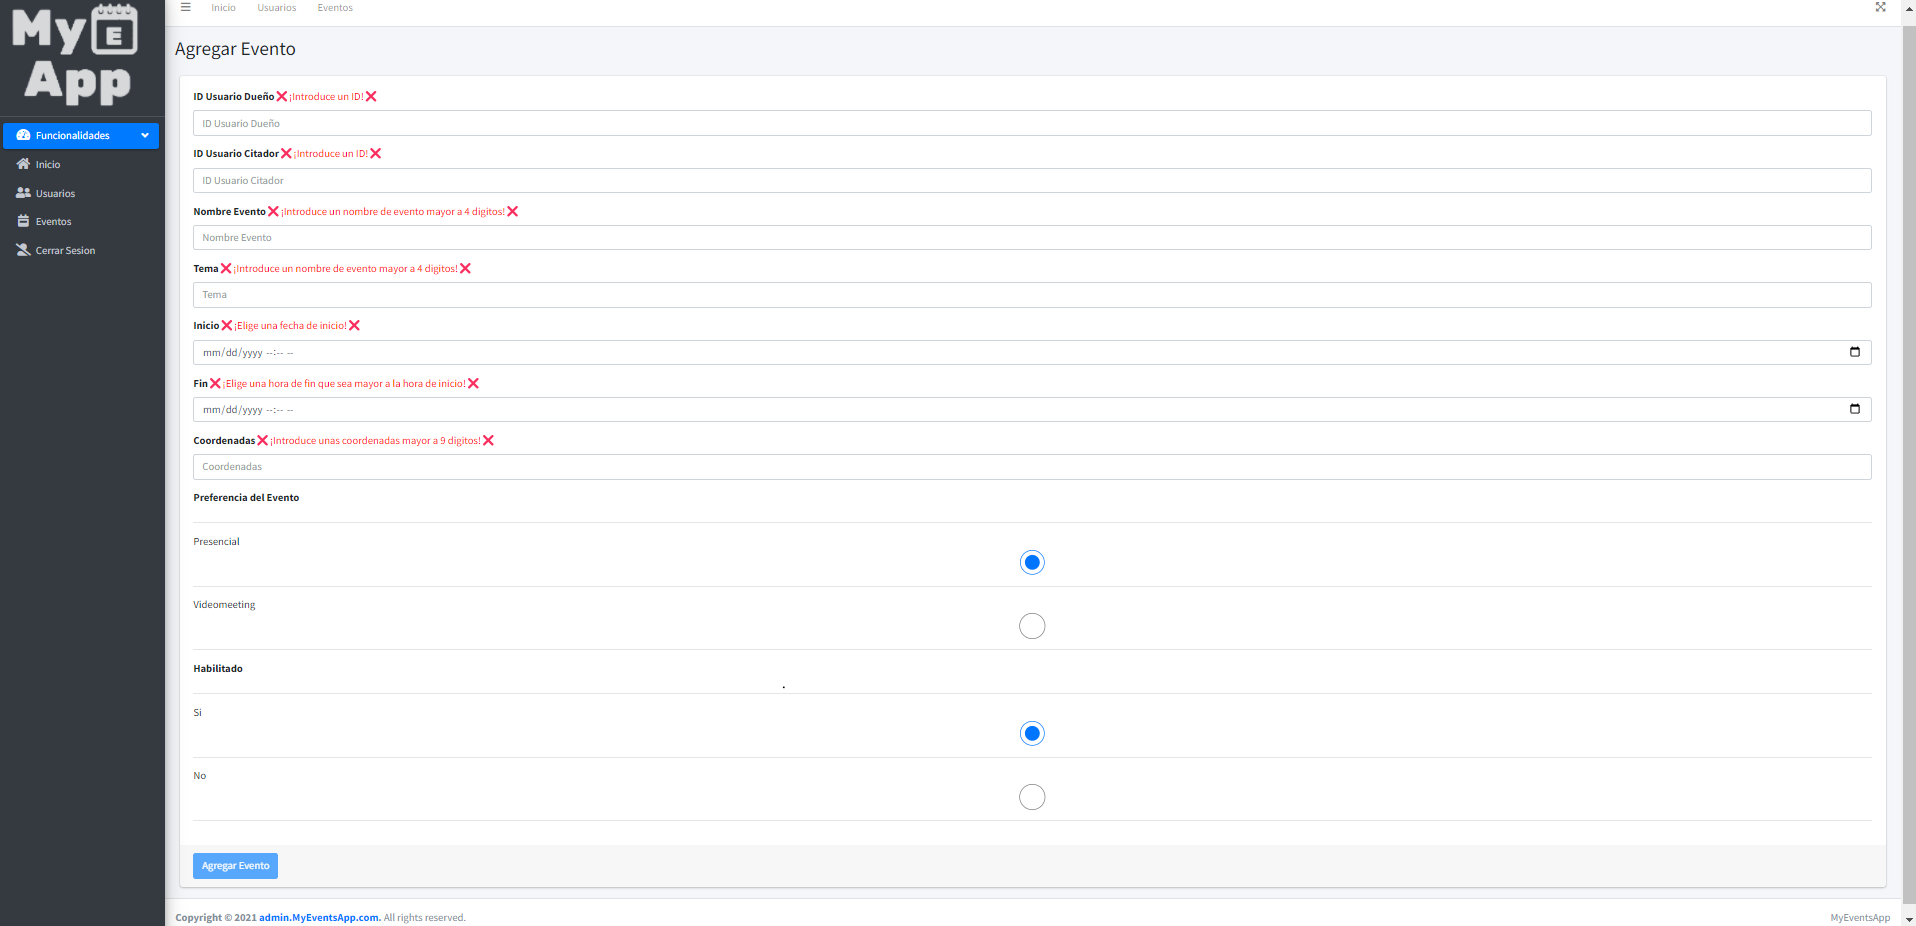 My E
App
Inicio Usuarios Eventos
Funcionalidades
Inicio
Usuarios
Eventos
Cerrar Sesion
Agregar Evento
ID Usuario Dueño ❌ ¡Introduce un ID! ❌
ID Usuario Dueño
ID Usuario Citador ❌ ¡Introduce un ID! ❌
ID Usuario Citador
Nombre Evento ❌ ¡Introduce un nombre de evento mayor a 4 digitos! ❌
Nombre Evento
Tema ❌ ¡Introduce un nombre de evento mayor a 4 digitos! ❌
Tema
Inicio ❌ ¡Elige una fecha de inicio! ❌
mm/dd/yyyy --:-- --
Fin ❌ ¡Elige una hora de fin que sea mayor a la hora de inicio! ❌
mm/dd/yyyy --:-- --
Coordenadas ❌ ¡Introduce unas coordenadas mayor a 9 digitos! ❌
Coordenadas
Preferencia del Evento
Presencial
Videomeeting
Habilitado
Si
No
Agregar Evento
Copyright © 2021 admin.MyEventsApp.com. All rights reserved.
MyEventsApp